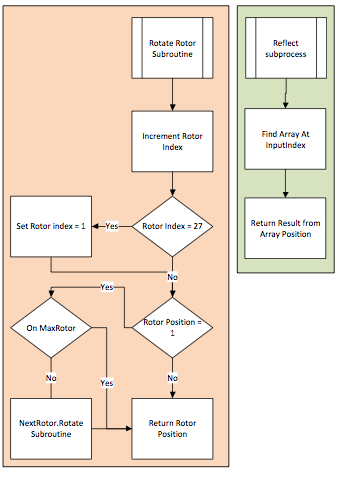 Rotate Rotor
Subroutine
Increment Rotor
Index
Rotor Index = 27
Yes
Set Rotor index = 1
No
Yes
Rotor Position =
1
On MaxRotor
No
Yes
No
NextRotor.Rotate
Subroutine
Return Rotor
Position
Reflect
subprocess
Find Array At
InputIndex
Return Result from
Array Position